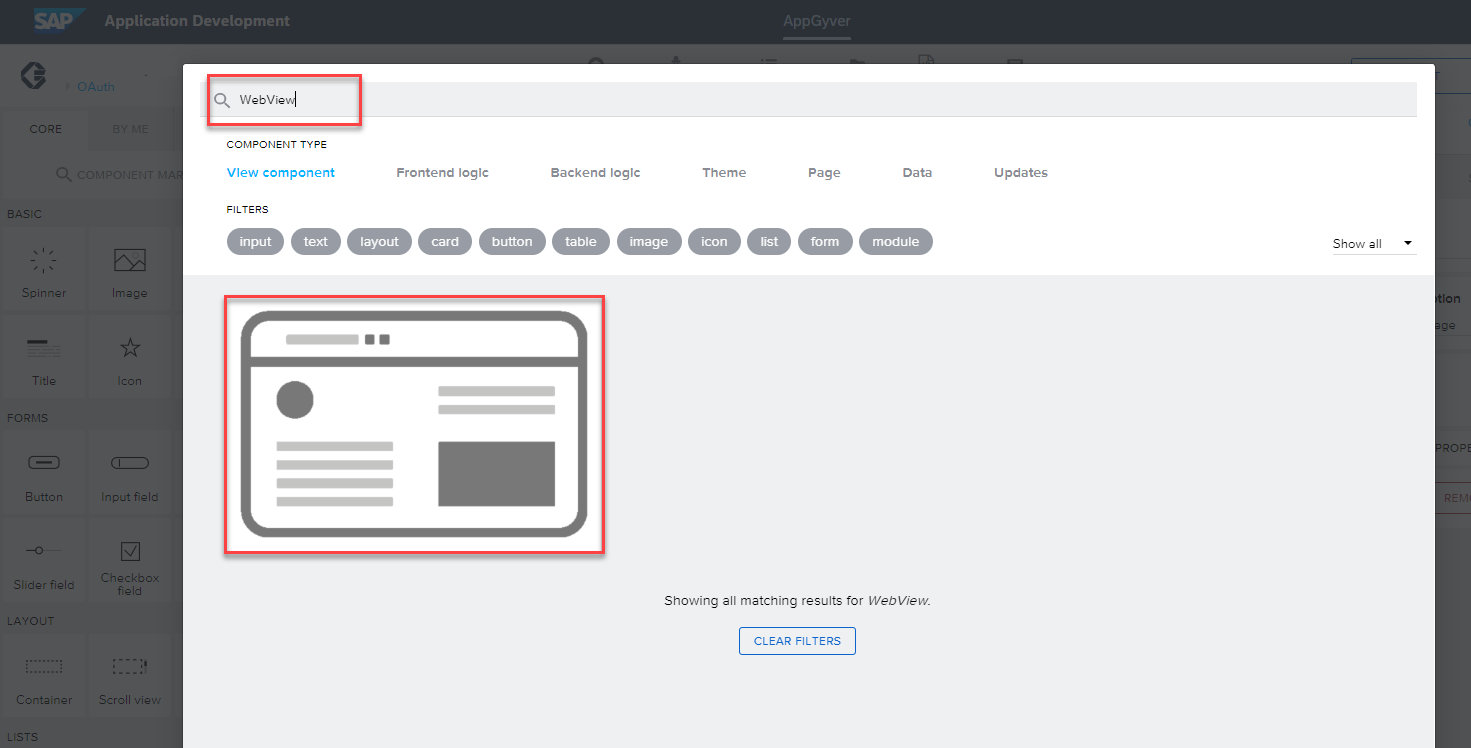 SAP Application Development AppGyver
OAuth
WebView
CORE BY ME
COMPONENT TYPE
COMPONENT MAR
View component Frontend logic Backend logic Theme Page Data Updates
FILTERS
BASIC
input text layout card button table image icon list form module
Show all
Spinner Image
ption
age
Title Icon
FORMS
PROPE
Button Input field
REMO
Slider field Checkbox field
Showing all matching results for WebView.
LAYOUT
CLEAR FILTERS
Container Scroll view
LISTS